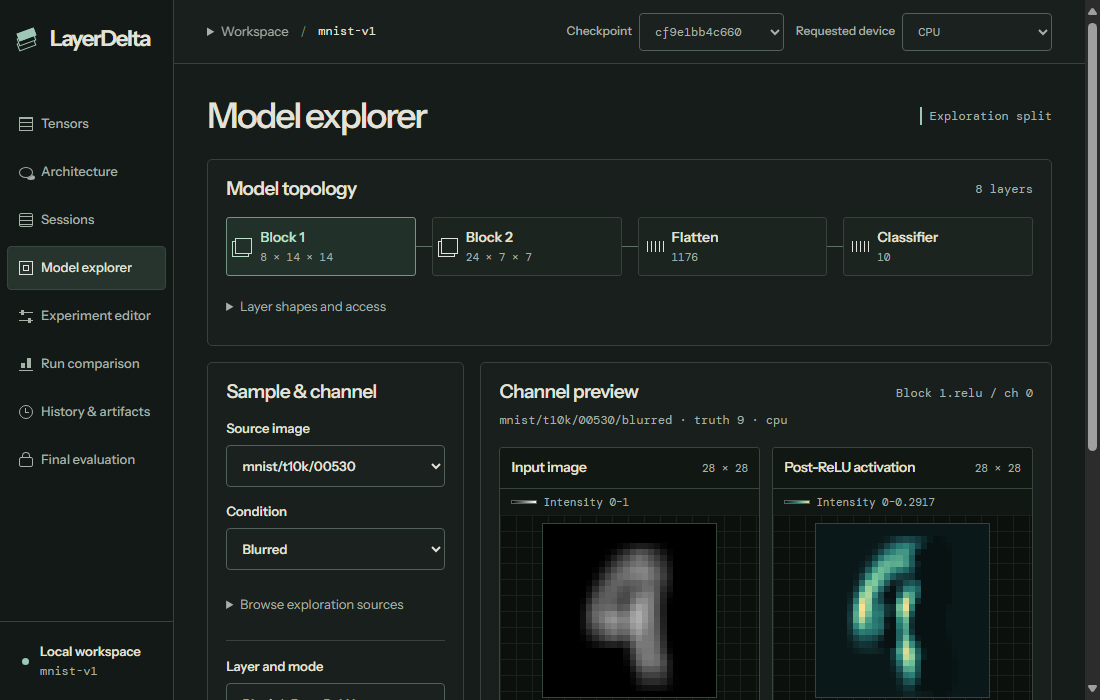 LayerDelta
Workspace / mnist-v1
Checkpoint cf9e1bb4c660 Requested device CPU
Tensors
Architecture
Sessions
Model explorer
Experiment editor
Run comparison
History & artifacts
Final evaluation
Local workspace
mnist-v1
Model explorer
Exploration split
Model topology
8 layers
Block 1
8 × 14 × 14
Block 2
24 × 7 × 7
Flatten
1176
Classifier
10
Layer shapes and access
Sample & channel
Source image
mnist/t10k/00530
Condition
Blurred
Browse exploration sources
Layer and mode
Channel preview
Block 1.relu / ch 0
mnist/t10k/00530/blurred · truth 9 · cpu
Input image 28 × 28
Intensity 0–1
Post-ReLU activation 28 × 28
Intensity 0–0.2917